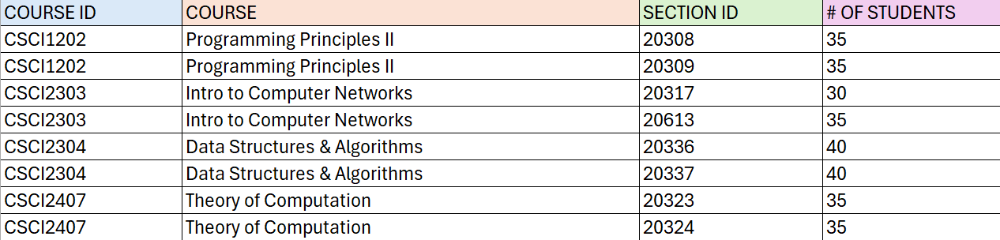 COURSE ID COURSE SECTION ID # OF STUDENTS
CSCI1202 Programming Principles II 20308 35
CSCI1202 Programming Principles II 20309 35
CSCI2303 Intro to Computer Networks 20317 30
CSCI2303 Intro to Computer Networks 20613 35
CSCI2304 Data Structures & Algorithms 20336 40
CSCI2304 Data Structures & Algorithms 20337 40
CSCI2407 Theory of Computation 20323 35
CSCI2407 Theory of Computation 20324 35